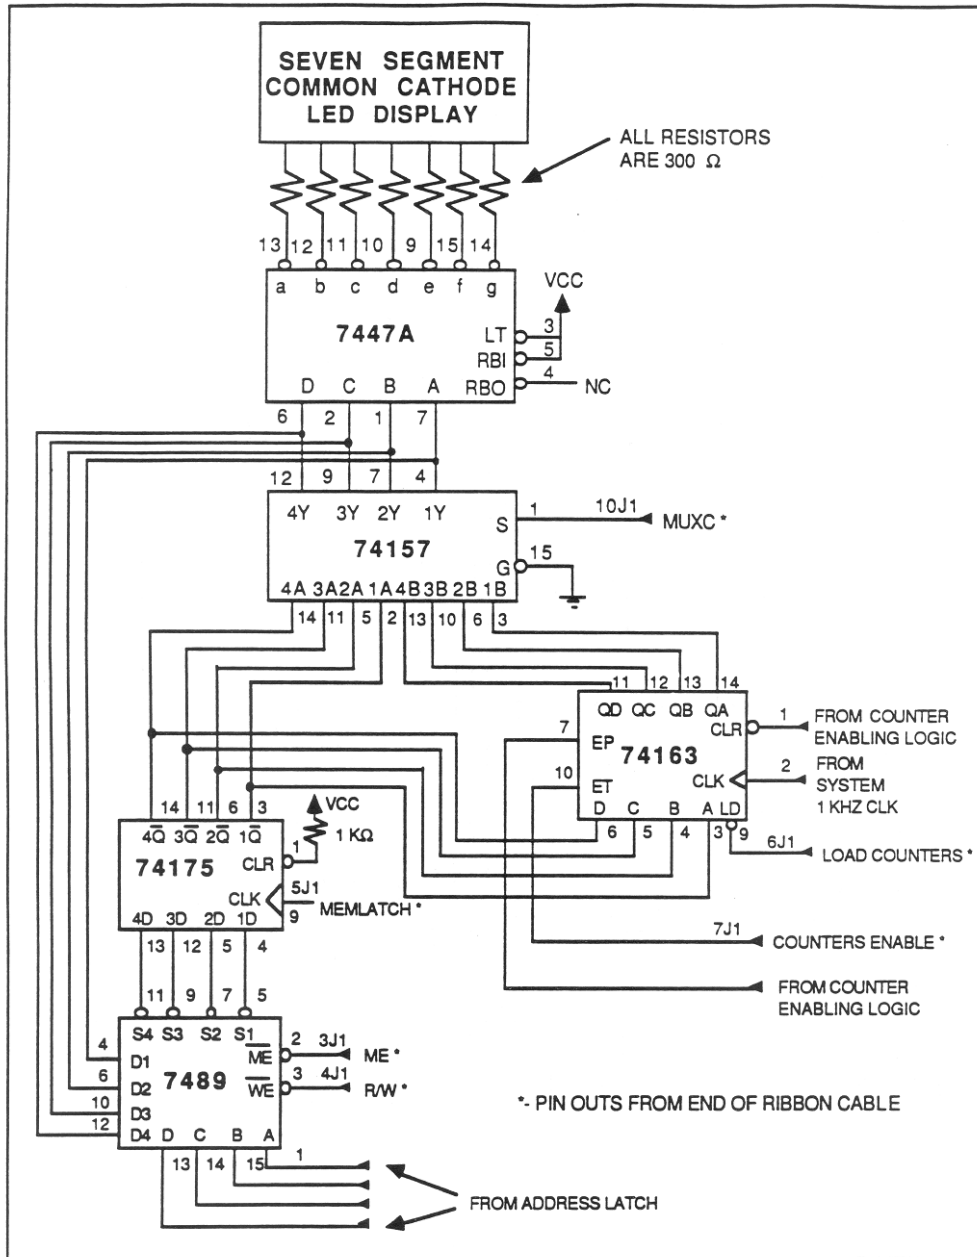 SEVEN SEGMENT
COMMON CATHODE
LED DISPLAY
ALL RESISTORS
ARE 300 Ω
13 12 11 10 9 15 14
a b c d e f g
VCC
7447A
LT 3
RBI 5
RBO 4 NC
D C B A
6 2 1 7
12 9 7 4
4Y 3Y 2Y 1Y
S 1 10J1 MUXC *
74157
G 15
4A 3A 2A 1A 4B 3B 2B 1B
14 11 5 2 13 10 6 3
11 12 13 14
QD QC QB QA
7 EP
CLR 1 FROM COUNTER
ENABLING LOGIC
74163
10 ET
CLK 2 FROM
SYSTEM
1 KHZ CLK
D C B A LD
6 5 4 3 9
6J1 LOAD COUNTERS *
14 11 6 3
VCC
1 KΩ
4Q̅ 3Q̅ 2Q̅ 1Q̅
1
CLR
74175
CLK 5J1
9 MEMLATCH *
4D 3D 2D 1D
13 12 5 4
7J1 COUNTERS ENABLE *
FROM COUNTER
ENABLING LOGIC
11 9 7 5
S4 S3 S2 S1
4 D1
M̅E̅ 2 3J1 ME *
7489
6 D2
W̅E̅ 3 4J1 R/W *
10 D3
12 D4
D C B A
13 14 15 1
*- PIN OUTS FROM END OF RIBBON CABLE
FROM ADDRESS LATCH